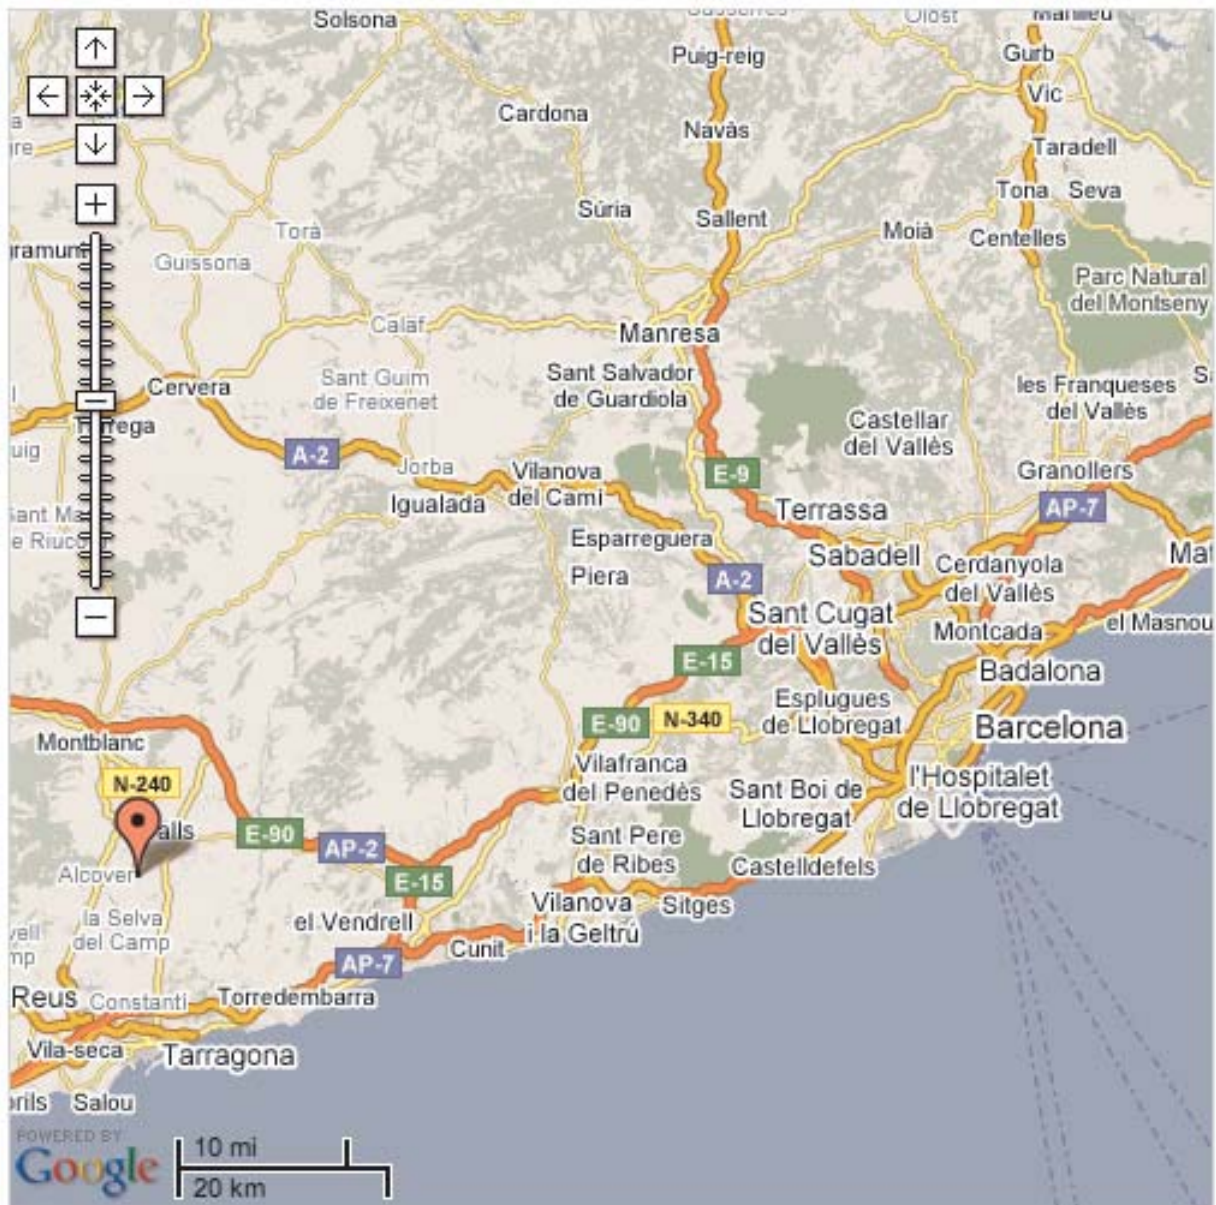 Solsona
Olost
Manlleu
Puig-reig
Gurb
Vic
Cardona
Navàs
Taradell
Tona
Seva
Súria
Sallent
Moià
Centelles
Torà
Guissona
Parc Natural
del Montseny
Calaf
Manresa
Cervera
Sant Guim
de Freixenet
Sant Salvador
de Guardiola
les Franqueses
del Vallès
Castellar
del Vallès
A-2
Jorba
Vilanova
del Camí
E-9
Granollers
Igualada
Terrassa
AP-7
Esparreguera
Sabadell
Cerdanyola
del Vallès
Mat
Piera
A-2
Sant Cugat
del Vallès
Montcada
el Masnou
E-15
Badalona
Esplugues
de Llobregat
E-90
N-340
Barcelona
Montblanc
N-240
Vilafranca
del Penedès
Sant Boi de
Llobregat
l'Hospitalet
de Llobregat
alls
E-90
AP-2
Sant Pere
de Ribes
Castelldefels
Alcover
E-15
la Selva
del Camp
el Vendrell
Vilanova
i la Geltrú
Sitges
Cunit
AP-7
Reus
Constantí
Torredembarra
Vila-seca
Tarragona
Salou
POWERED BY
Google
10 mi
20 km